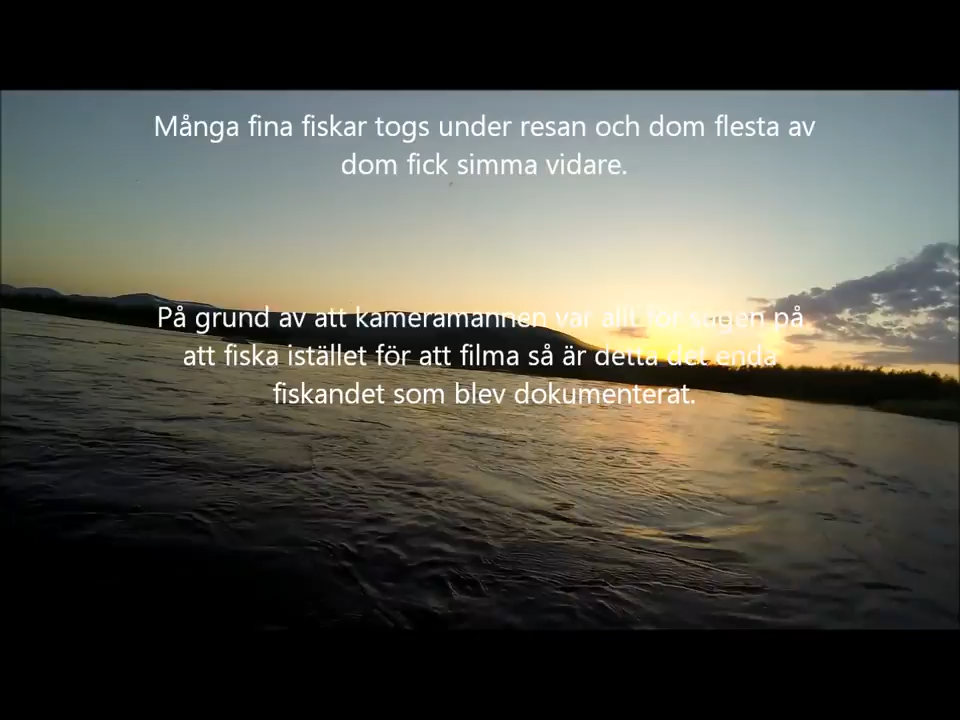 Många fina fiskar togs under resan och dom flesta av
dom fick simma vidare.
På grund av att kameramannen var allt för sugen på
att fiska istället för att filma så är detta det enda
fiskandet som blev dokumenterat.